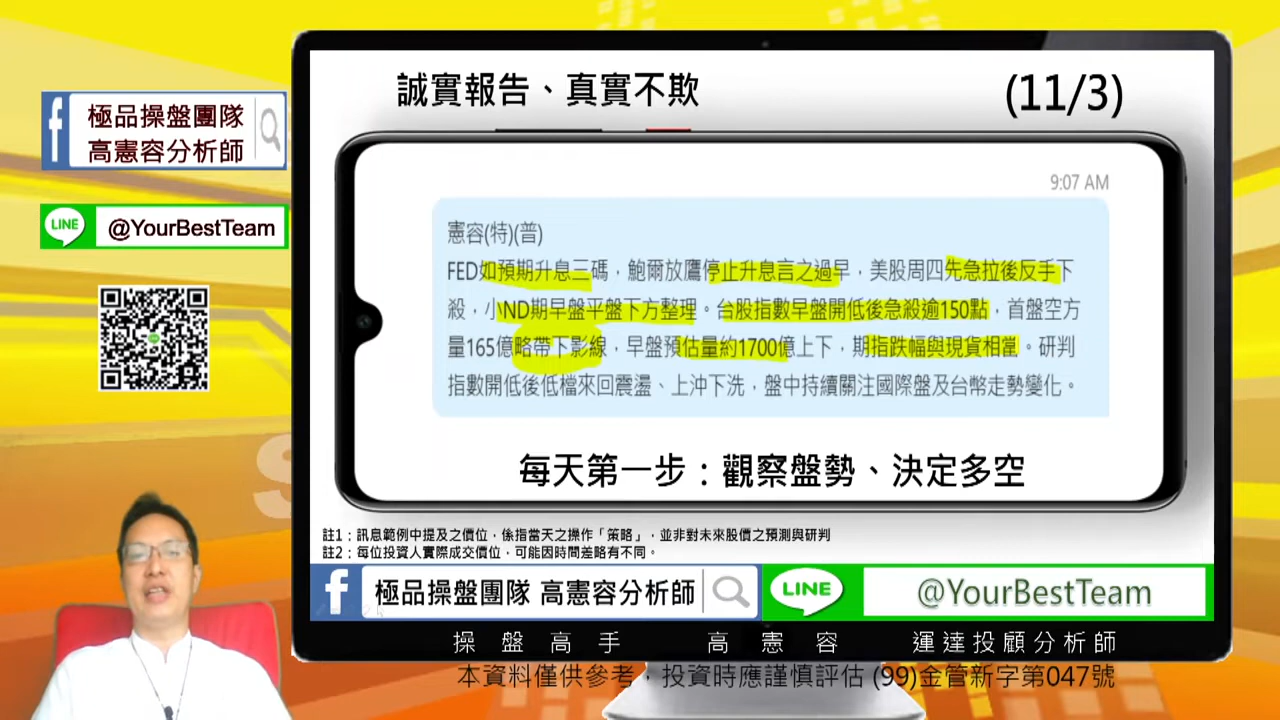 誠實報告、真實不欺
(11/3)
極品操盤團隊
高憲容分析師
LINE
@YourBestTeam
9:07 AM
憲容(特)(普)
FED如預期升息三碼，鮑爾放鷹停止升息言之過早，美股周四先急拉後反手下
殺，小ND期早盤平盤下方整理。台股指數早盤開低後急殺逾150點，首盤空方
量165億略帶下影線，早盤預估量約1700億上下，期指跌幅與現貨相當。研判
指數開低後低檔來回震盪、上沖下洗，盤中持續關注國際盤及台幣走勢變化。
每天第一步：觀察盤勢、決定多空
註1：訊息範例中提及之價位，係指當天之操作「策略」，並非對未來股價之預測與研判
註2：每位投資人實際成交價位，可能因時間差略有不同。
極品操盤團隊 高憲容分析師
LINE
@YourBestTeam
操盤高手 高憲容 運達投顧分析師
本資料僅供參考，投資時應謹慎評估 (99)金管新字第047號